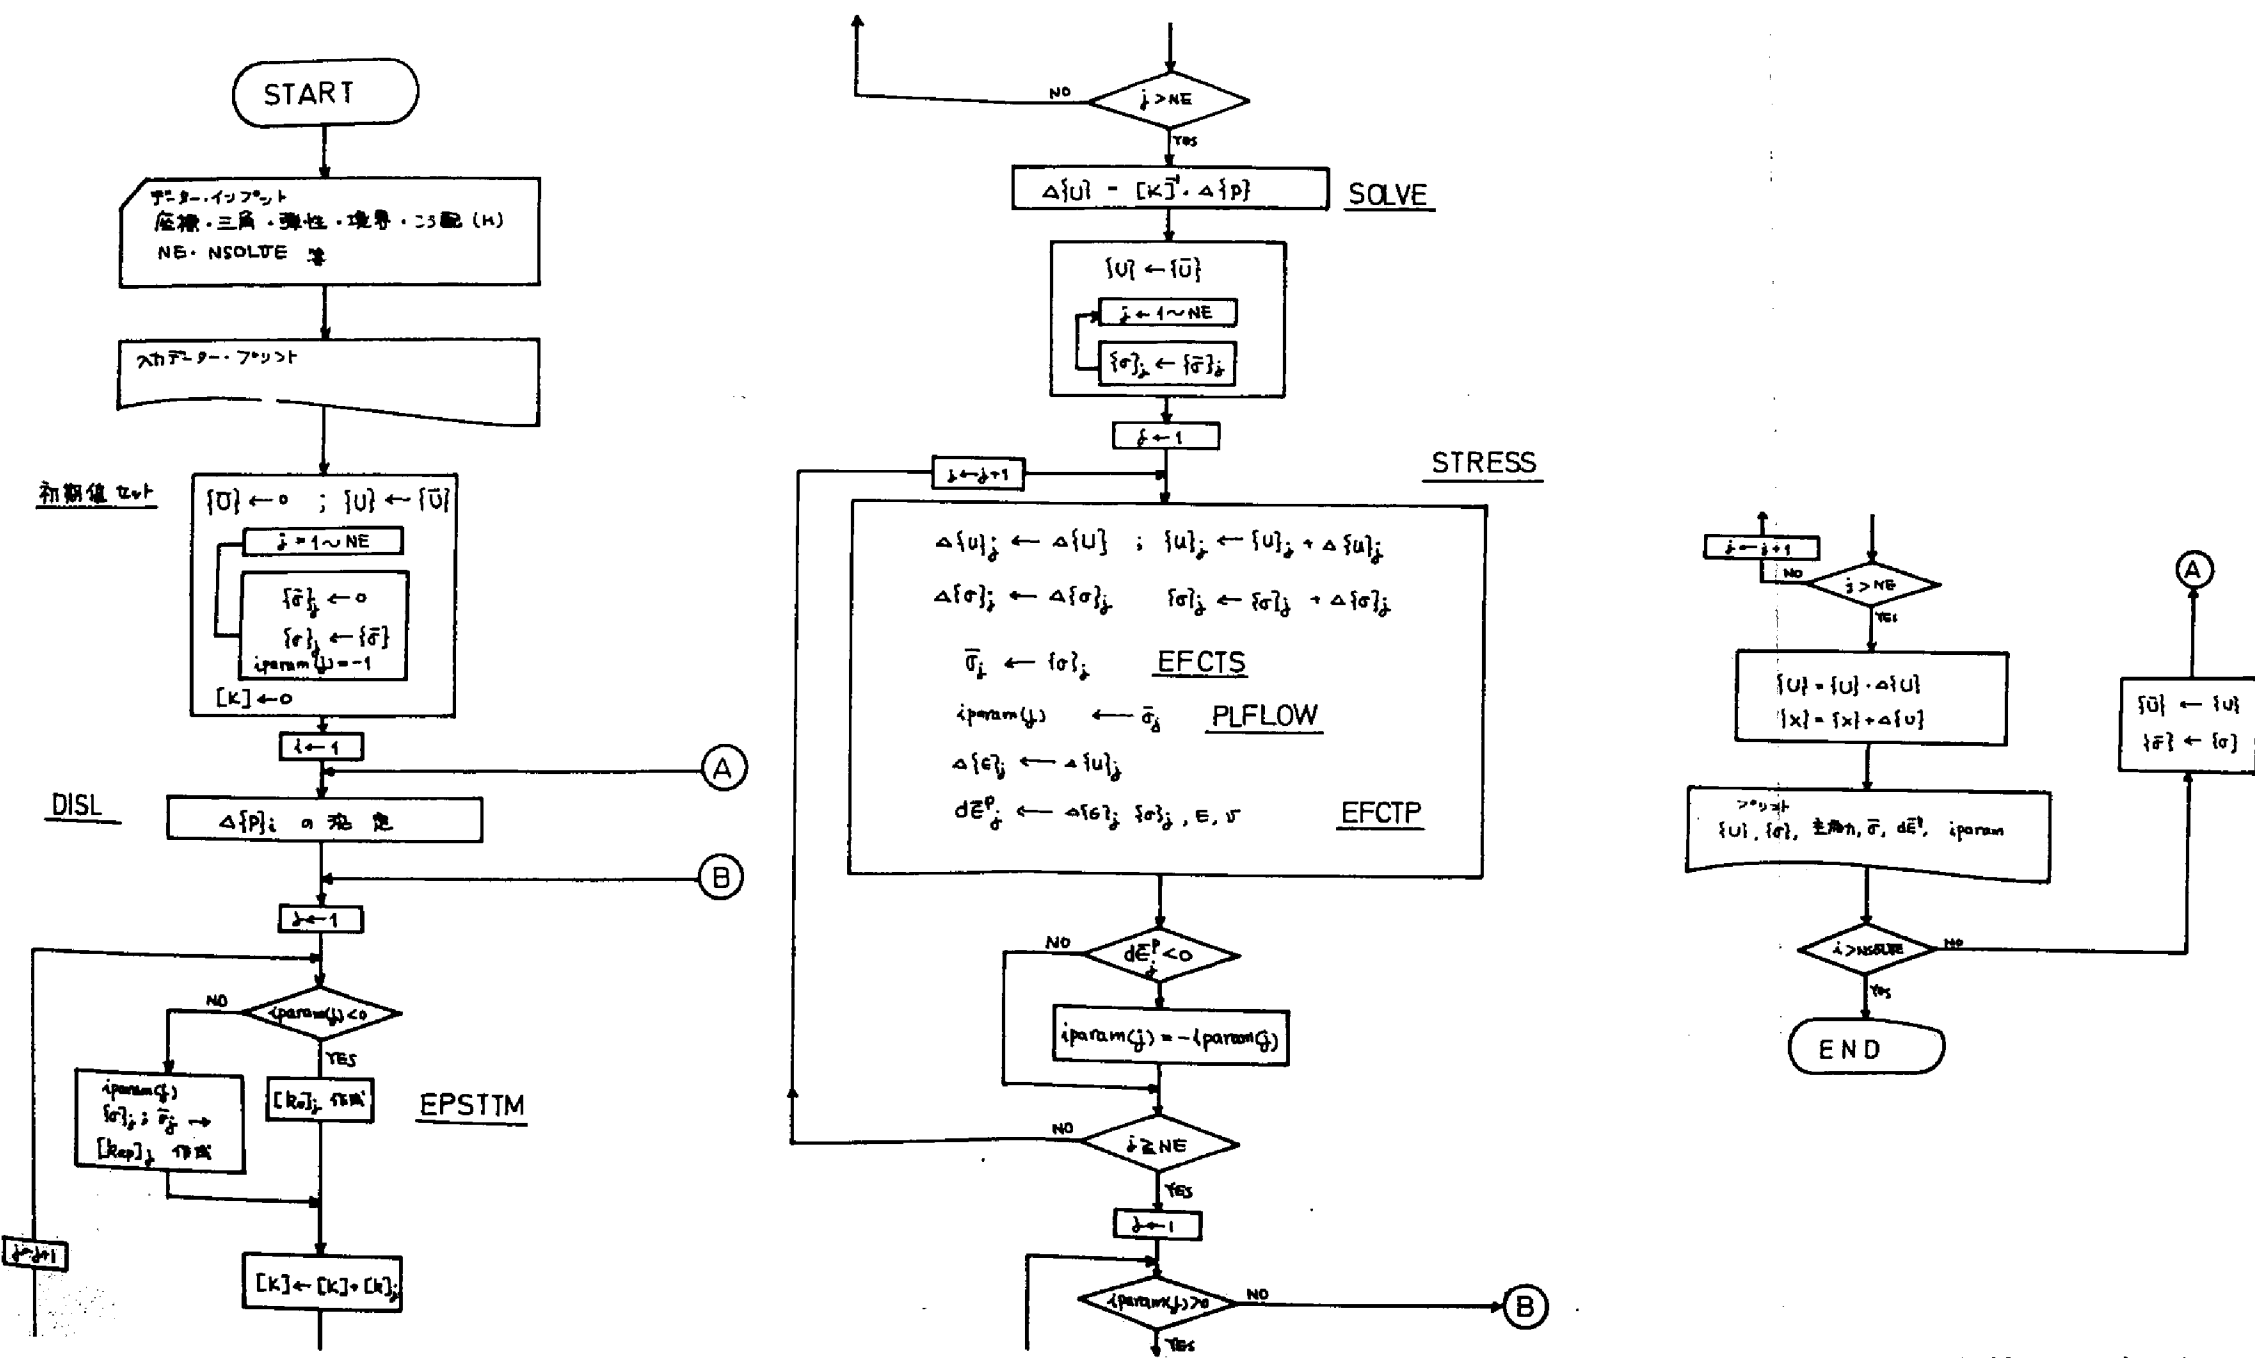 START
データー・インプット
座標・三角・弾性・境界・こう配(H)
NE・NSOLVE 等
入力データー・プリント
初期値セット
{Ū}←0 ; {U}←{Ū}
j=1~NE
{σ̄}j←0
{σ}j←{σ̄}
iparam(j)=-1
[K]←0
i←1
A
DISL
Δ{P}i の
B
j←1
iparam(j)<0
NO
YES
iparam(j)
{σ}j; σ̄j →
[kep]j 作成
[ke]j 作成
EPSTTM
j←j+1
[K]←[K]+[k]j
j>NE
NO
YES
Δ{U} = [K]⁻¹・Δ{P}
SOLVE
{U}←{Ū}
j←1~NE
{σ}j←{σ̄}j
j←1
j←j+1
STRESS
Δ{u}j ← Δ{U} ; {u}j ← {u}j + Δ{u}j
Δ{σ}j ← Δ{σ}j {σ}j ← {σ}j + Δ{σ}j
σ̄j ← {σ}j EFCTS
iparam(j) ← σ̄j PLFLOW
Δ{ε}j ← Δ{u}j
dε̄ᵖj ← Δ{ε}j {σ}j, E, ν EFCTP
NO
dε̄ᵖj<0
iparam(j)=-iparam(j)
NO
j≧NE
YES
j←1
iparam(j)>0
NO
B
YES
j←j+1
NO
j>NE
YES
{U}={U}・Δ{U}
{x}={x}+Δ{U}
プリント
{U}, {σ}, 主応力, σ̄, dε̄ᵖ, iparam
i>NSOLVE
NO
YES
END
A
{Ū} ← {U}
{σ̄} ← {σ}